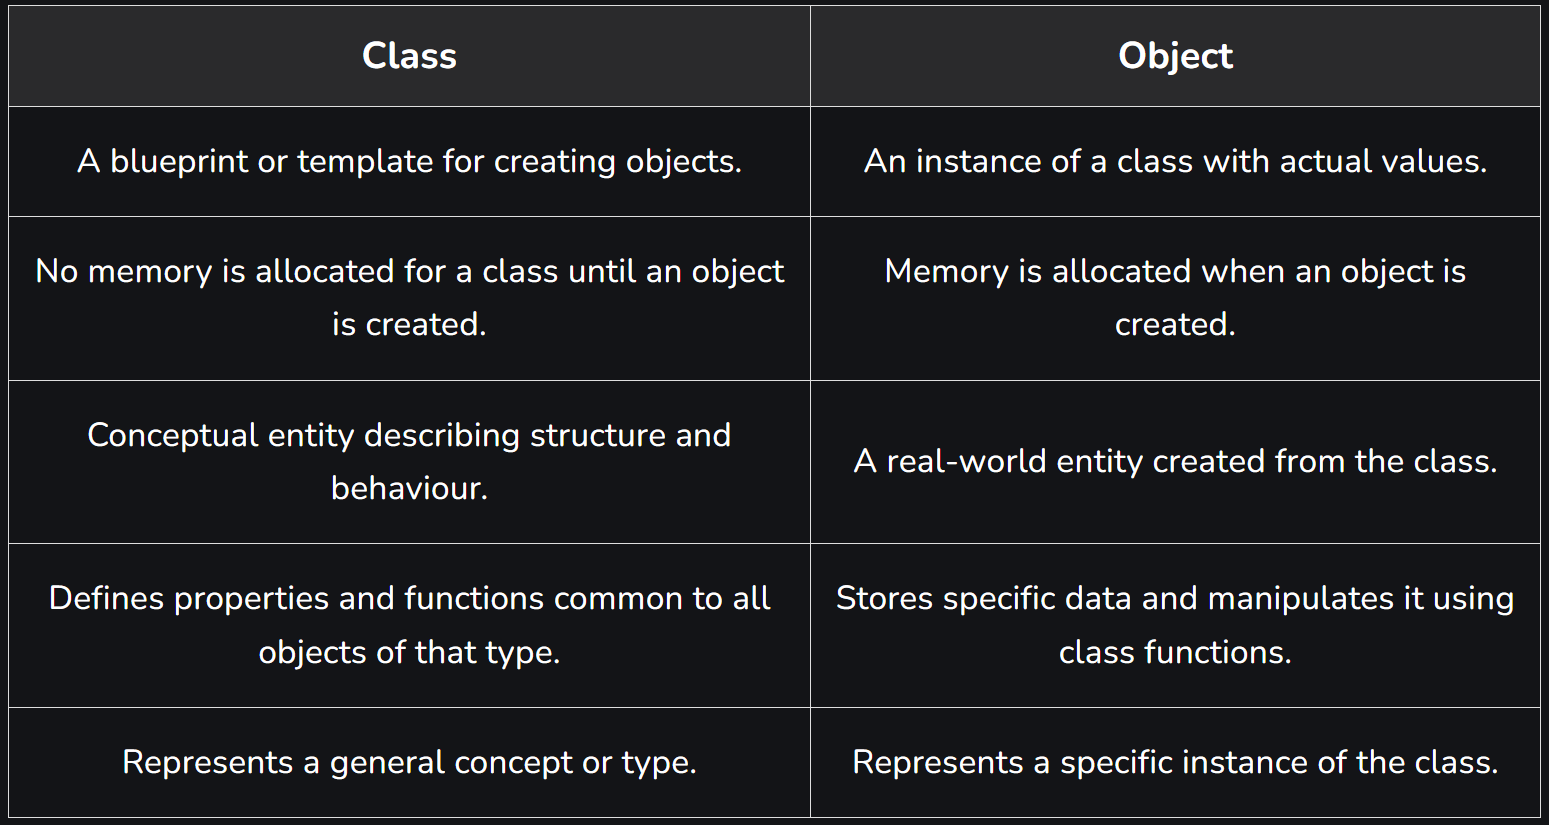 Class
Object
A blueprint or template for creating objects.
An instance of a class with actual values.
No memory is allocated for a class until an object
is created.
Memory is allocated when an object is
created.
Conceptual entity describing structure and
behaviour.
A real-world entity created from the class.
Defines properties and functions common to all
objects of that type.
Stores specific data and manipulates it using
class functions.
Represents a general concept or type.
Represents a specific instance of the class.